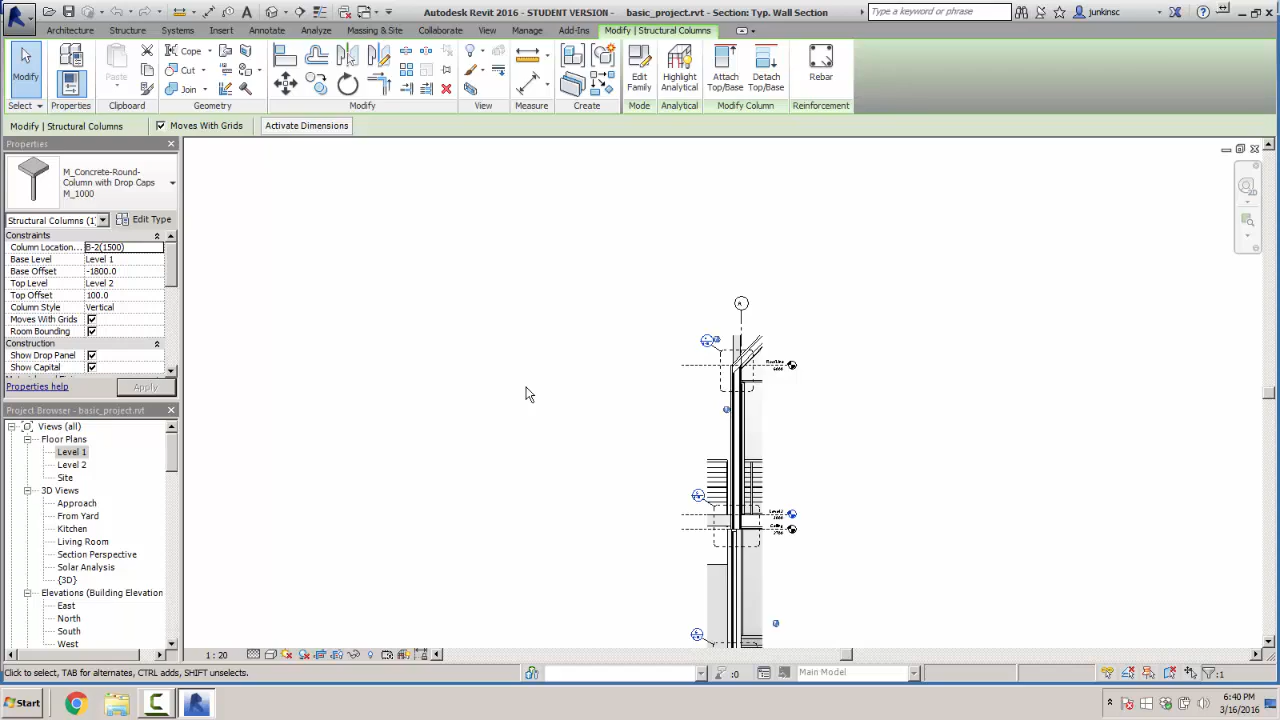 Autodesk Revit 2016 - STUDENT VERSION - basic_project.rvt - Section: Typ. Wall Section
Type a keyword or phrase
junkinsc
Architecture Structure Systems Insert Annotate Analyze Massing & Site Collaborate View Manage Add-Ins Modify | Structural Columns
Modify
Paste
Cope
Cut
Join
Edit Family
Highlight Analytical
Attach Top/Base
Detach Top/Base
Rebar
Select Properties Clipboard Geometry Modify View Measure Create Mode Analytical Modify Column Reinforcement
Modify | Structural Columns Moves With Grids Activate Dimensions
Properties
M_Concrete-Round-
Column with Drop Caps
M_1000
Structural Columns (1) Edit Type
Constraints
Column Location... B-2(1500)
Base Level Level 1
Base Offset -1800.0
Top Level Level 2
Top Offset 100.0
Column Style Vertical
Moves With Grids
Room Bounding
Construction
Show Drop Panel
Show Capital
Properties help Apply
Project Browser - basic_project.rvt
Views (all)
Floor Plans
Level 1
Level 2
Site
3D Views
Approach
From Yard
Kitchen
Living Room
Section Perspective
Solar Analysis
{3D}
Elevations (Building Elevation
East
North
South
West
1 : 20
Click to select, TAB for alternates, CTRL adds, SHIFT unselects.
:0
Main Model
:1
Start
6:40 PM
3/16/2016